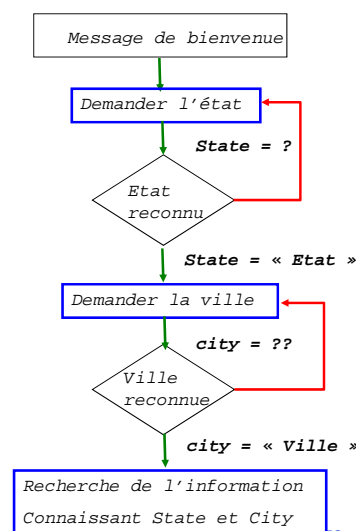 Message de bienvenue
Demander l'état
State = ?
Etat
reconnu
State = « Etat »
Demander la ville
city = ??
Ville
reconnue
city = « Ville »
Recherche de l'information
Connaissant State et City